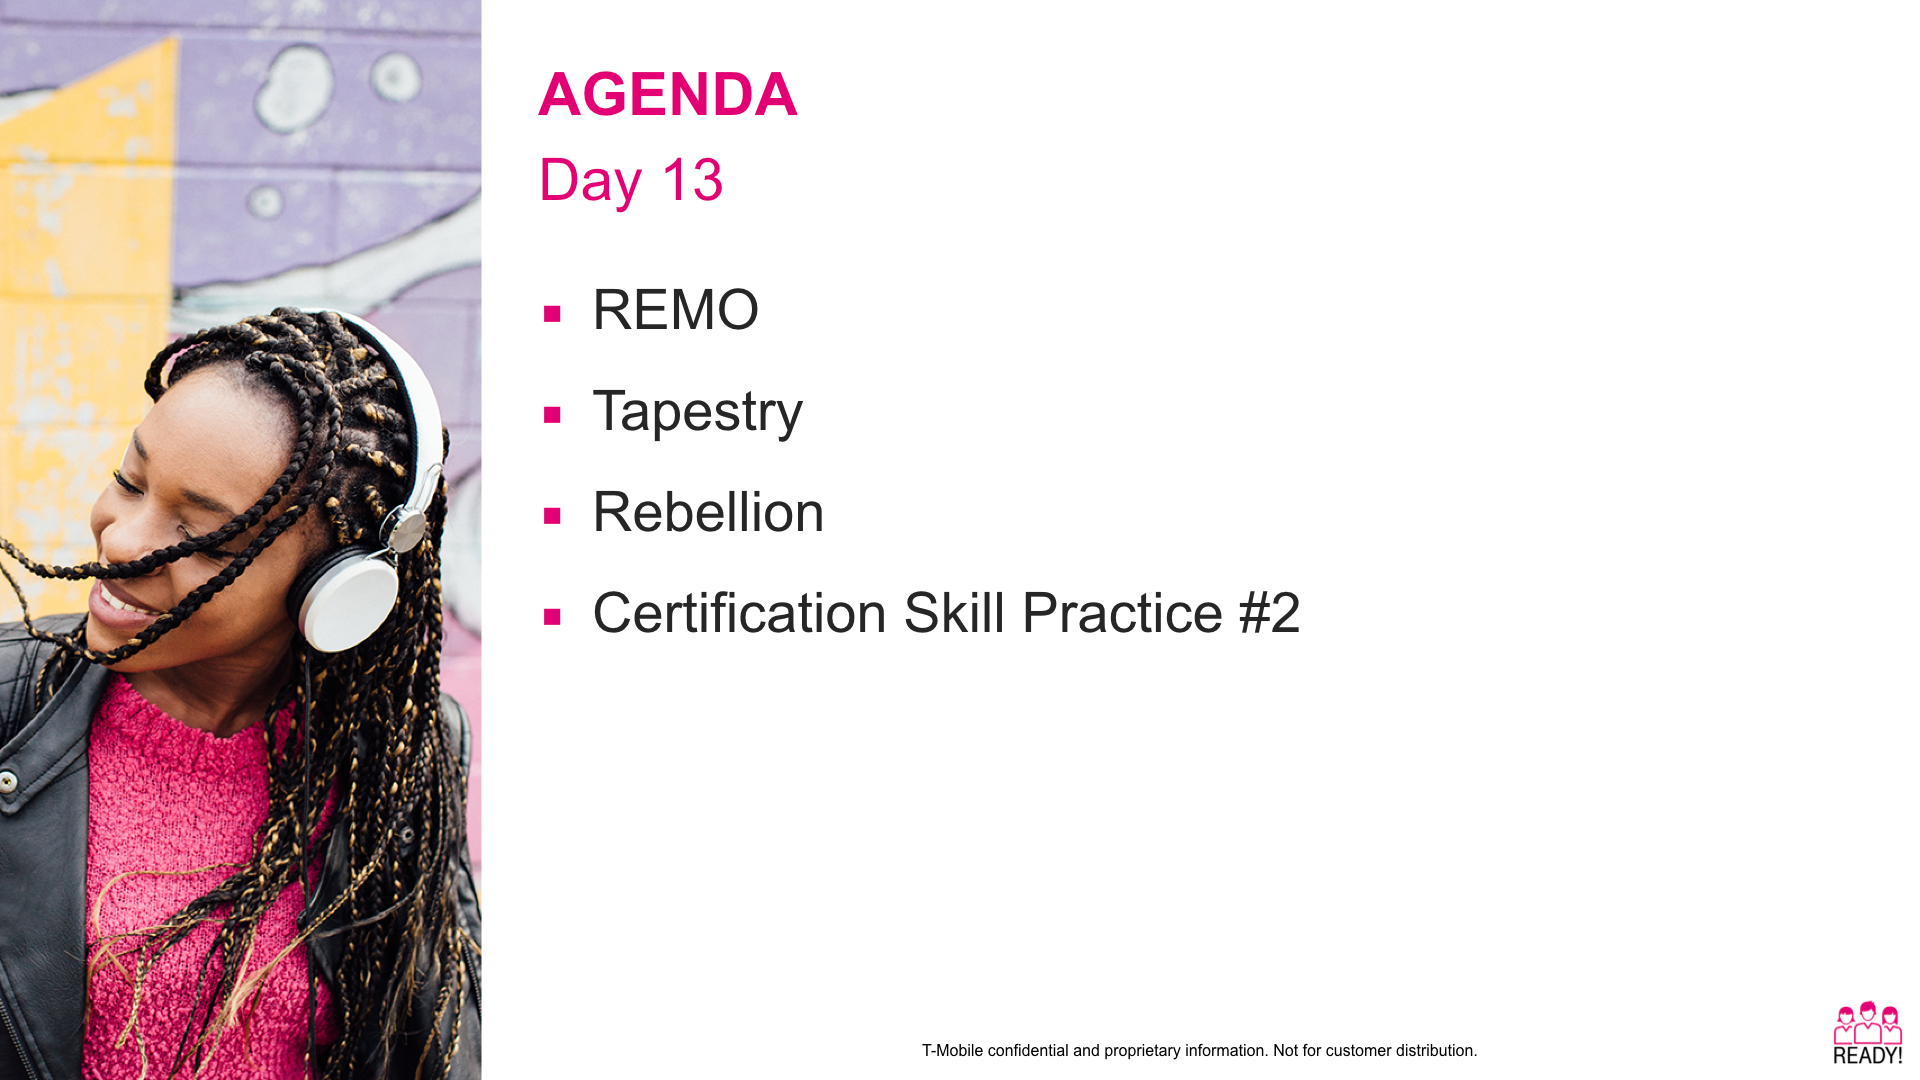 AGENDA
Day 13
REMO
Tapestry
Rebellion
Certification Skill Practice #2
T-Mobile confidential and proprietary information. Not for customer distribution.
READY!